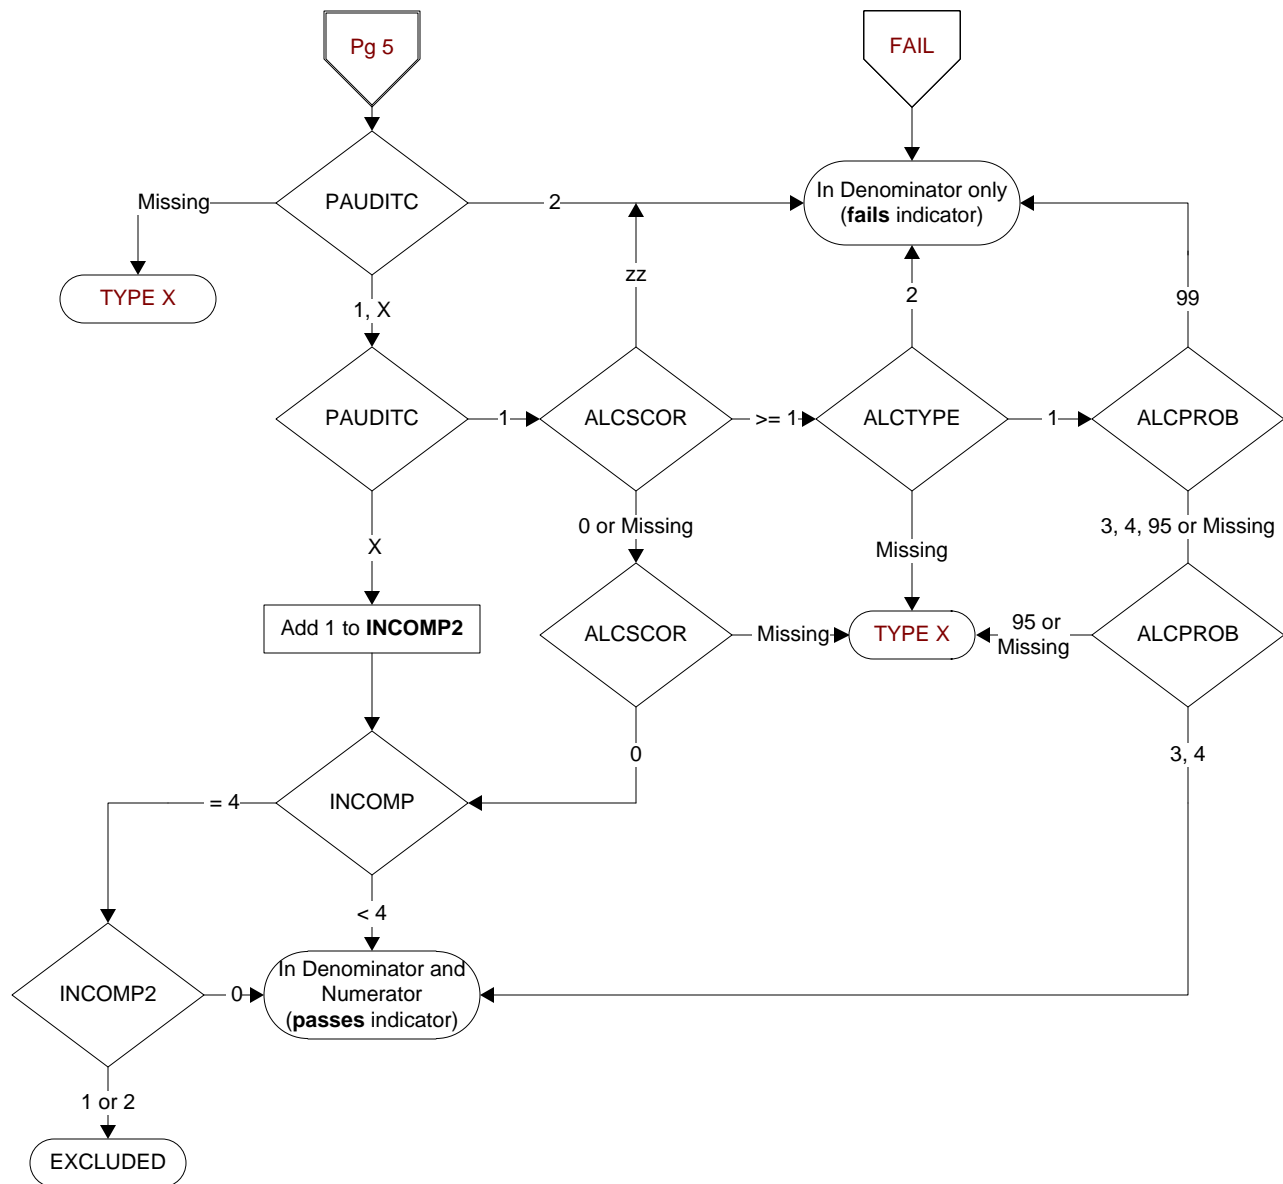 Pg 5
FAIL
PAUDITC
Missing
2
In Denominator only
(fails indicator)
TYPE X
1, X
zz
2
99
PAUDITC
1
ALCSCOR
>= 1
ALCTYPE
1
ALCPROB
X
0 or Missing
Missing
3, 4, 95 or Missing
Add 1 to INCOMP2
ALCSCOR
Missing
TYPE X
95 or
Missing
ALCPROB
0
3, 4
= 4
INCOMP
< 4
INCOMP2
0
In Denominator and
Numerator
(passes indicator)
1 or 2
EXCLUDED